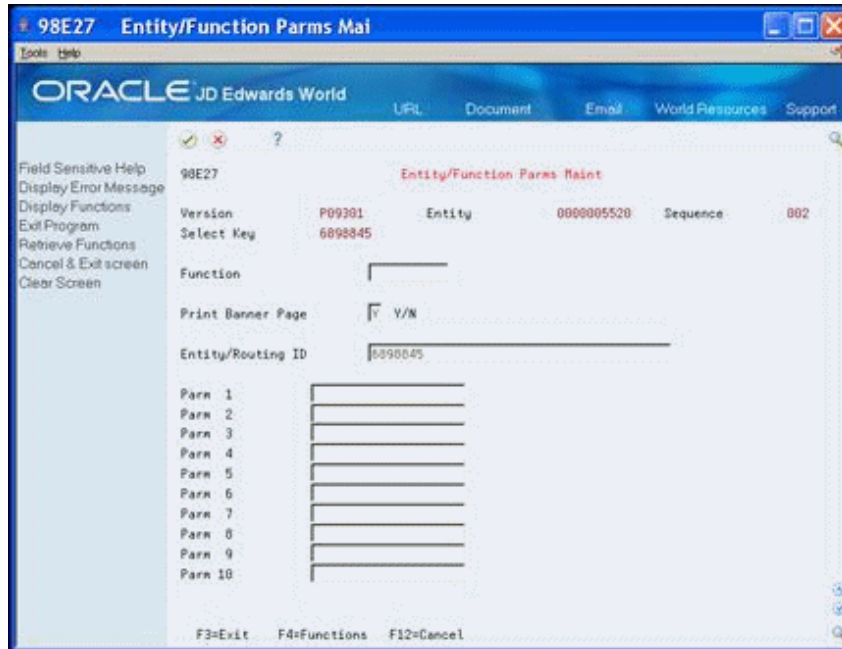 98E27 Entity/Function Parms Mai
Tools Help
ORACLE JD Edwards World
URL Document Email World Resources Support
?
Field Sensitive Help
Display Error Message
Display Functions
Exit Program
Retrieve Functions
Cancel & Exit screen
Clear Screen
98E27 Entity/Function Parms Maint
Version P09301 Entity 0000005520 Sequence 002
Select Key 6898845
Function
Print Banner Page Y Y/N
Entity/Routing ID 6898845
Parm 1
Parm 2
Parm 3
Parm 4
Parm 5
Parm 6
Parm 7
Parm 8
Parm 9
Parm 10
F3=Exit F4=Functions F12=Cancel